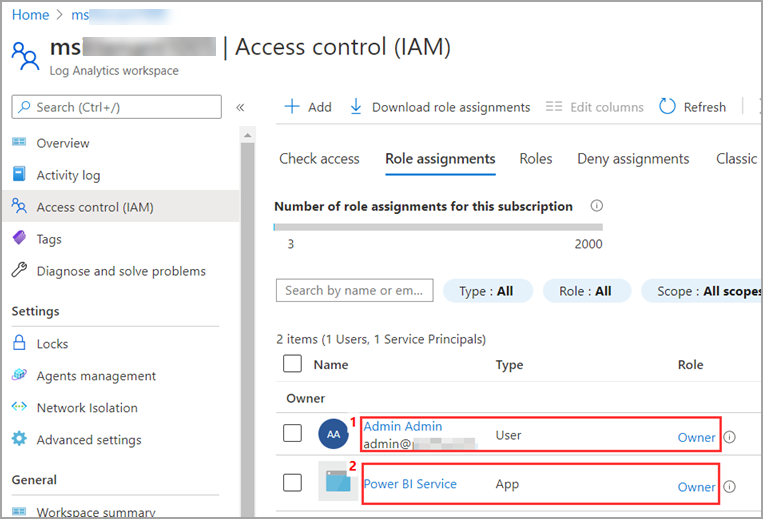 Home > ms
ms | Access control (IAM)
Log Analytics workspace
Search (Ctrl+/)
«
Overview
Activity log
Access control (IAM)
Tags
Diagnose and solve problems
Settings
Locks
Agents management
Network Isolation
Advanced settings
General
Workspace summary
+ Add Download role assignments Edit columns Refresh
Check access Role assignments Roles Deny assignments Classic
Number of role assignments for this subscription
3 2000
Search by name or em... Type : All Role : All Scope : All scopes
2 items (1 Users, 1 Service Principals)
Name Type Role
Owner
AA 1 Admin Admin User Owner
admin@
2 Power BI Service App Owner